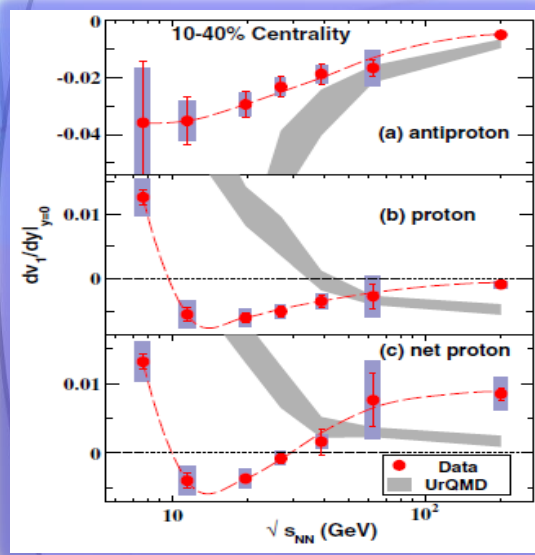 10-40% Centrality
0
-0.02
-0.04
(a) antiproton
dv₁/dy|y=0
0.01
0
(b) proton
0.01
0
(c) net proton
Data
UrQMD
10
10²
√ sNN (GeV)